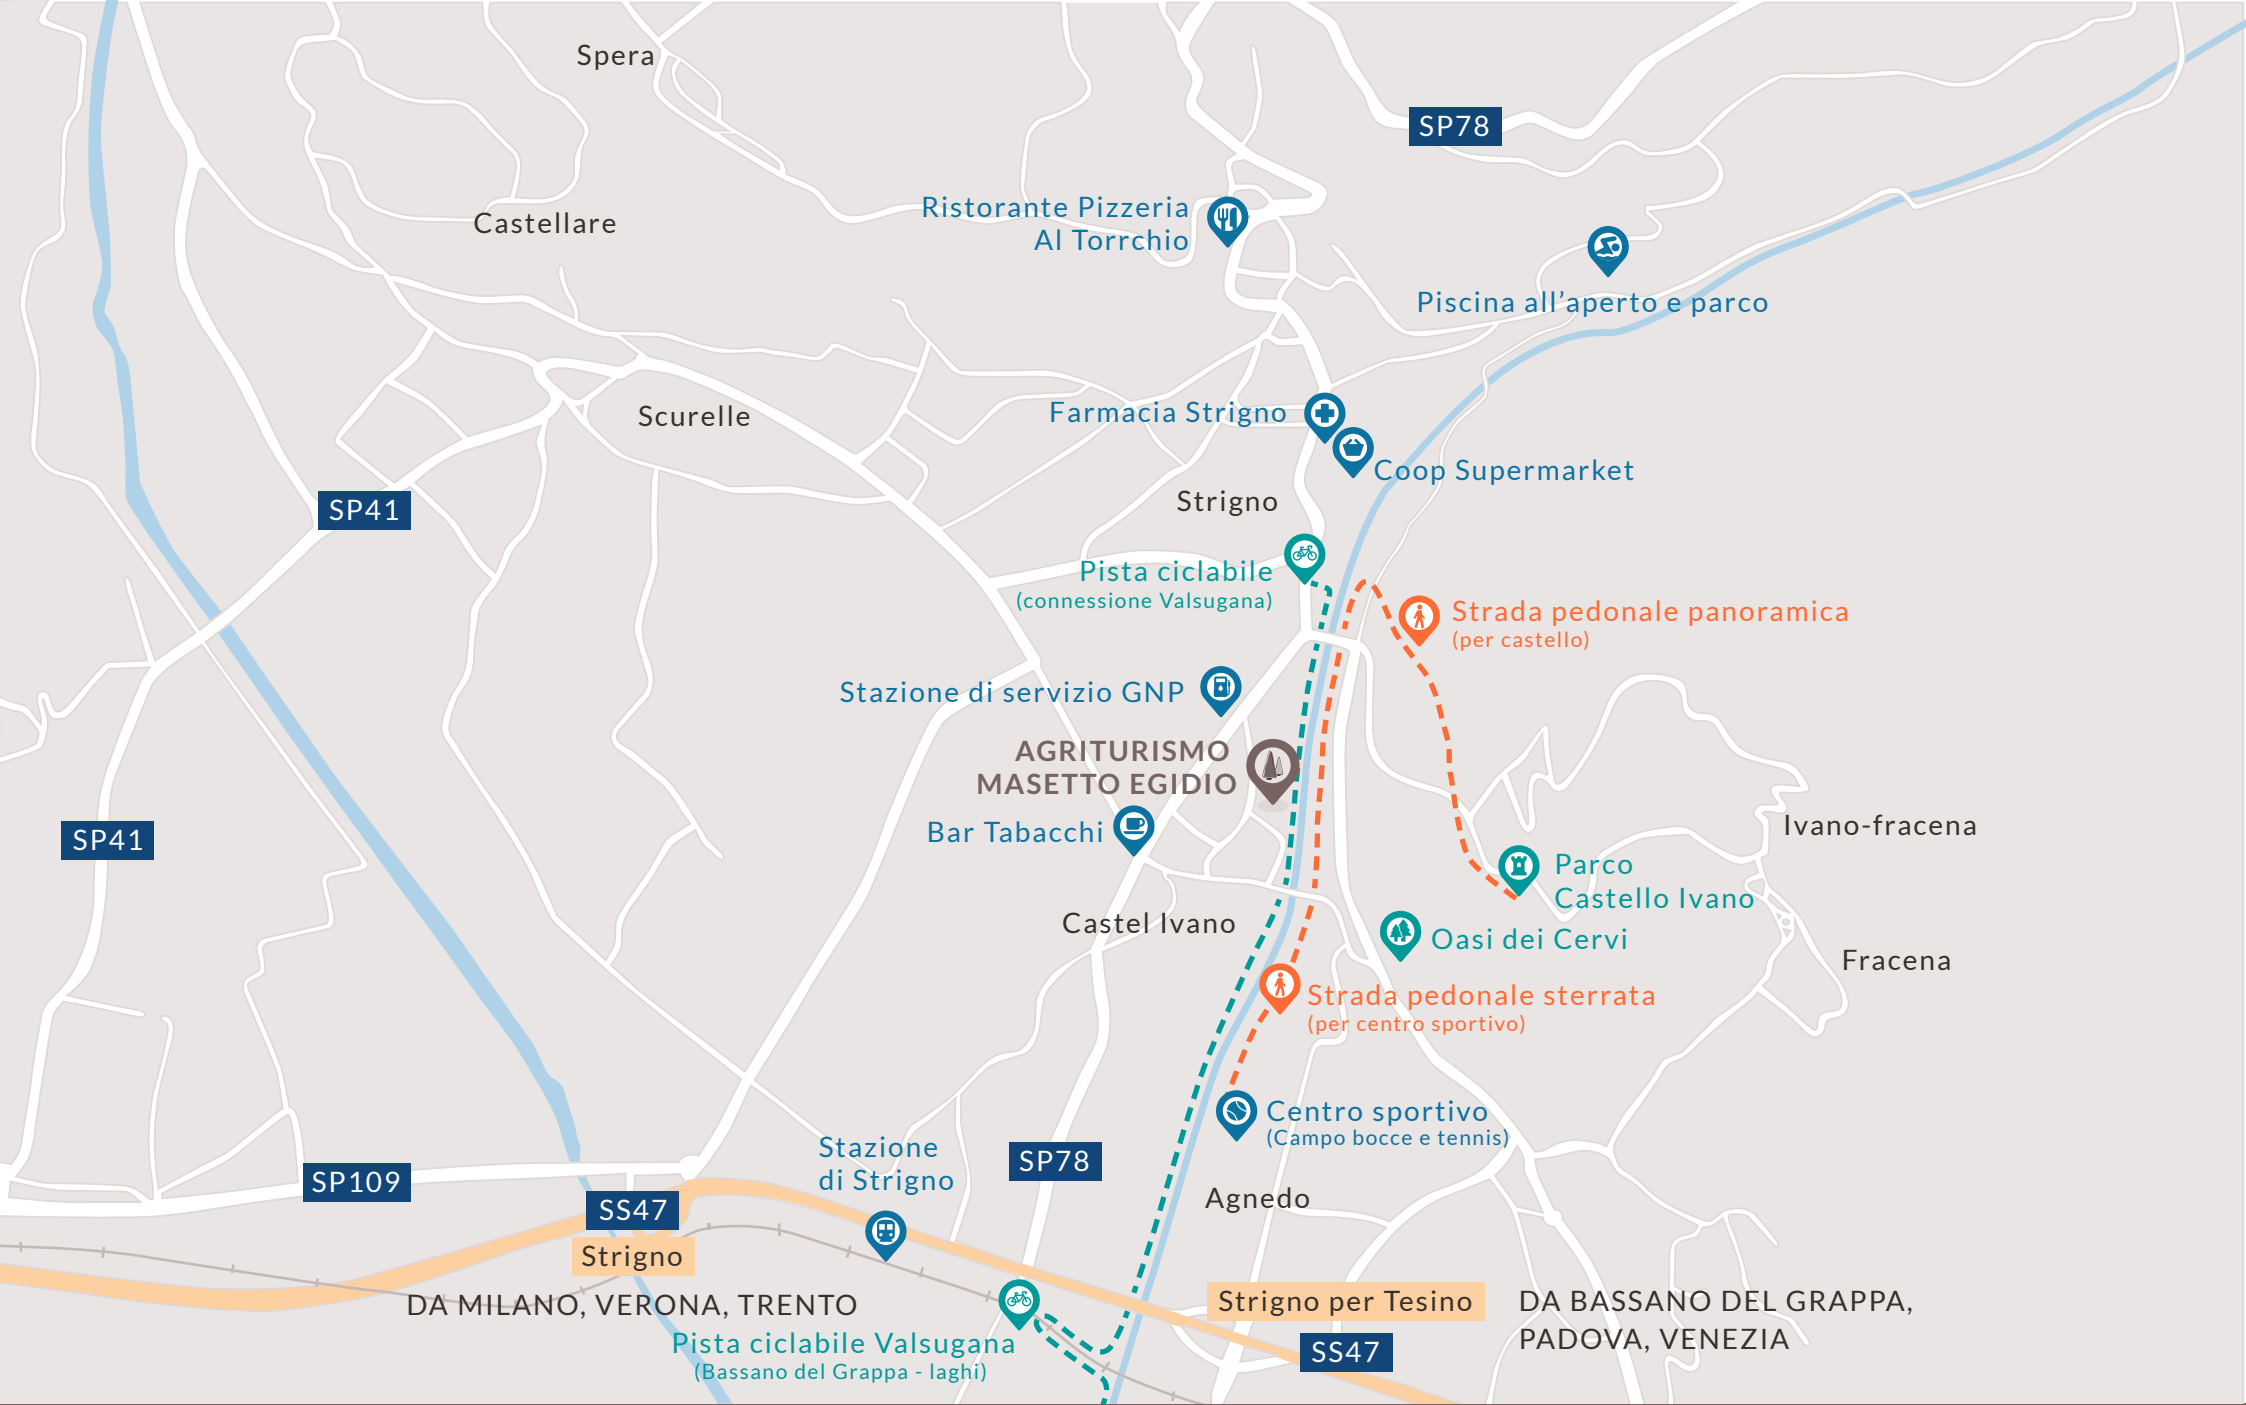 Spera
SP78
Ristorante Pizzeria
Al Torrchio
Castellare
Piscina all’aperto e parco
Farmacia Strigno
Scurelle
Coop Supermarket
Strigno
SP41
Pista ciclabile
(connessione Valsugana)
Strada pedonale panoramica
(per castello)
Stazione di servizio GNP
AGRITURISMO
MASETTO EGIDIO
Bar Tabacchi
SP41
Ivano-fracena
Parco
Castello Ivano
Castel Ivano
Oasi dei Cervi
Fracena
Strada pedonale sterrata
(per centro sportivo)
Centro sportivo
(Campo bocce e tennis)
Stazione
di Strigno
SP78
SP109
Agnedo
SS47
Strigno
DA MILANO, VERONA, TRENTO
Strigno per Tesino
DA BASSANO DEL GRAPPA,
PADOVA, VENEZIA
Pista ciclabile Valsugana
(Bassano del Grappa - laghi)
SS47